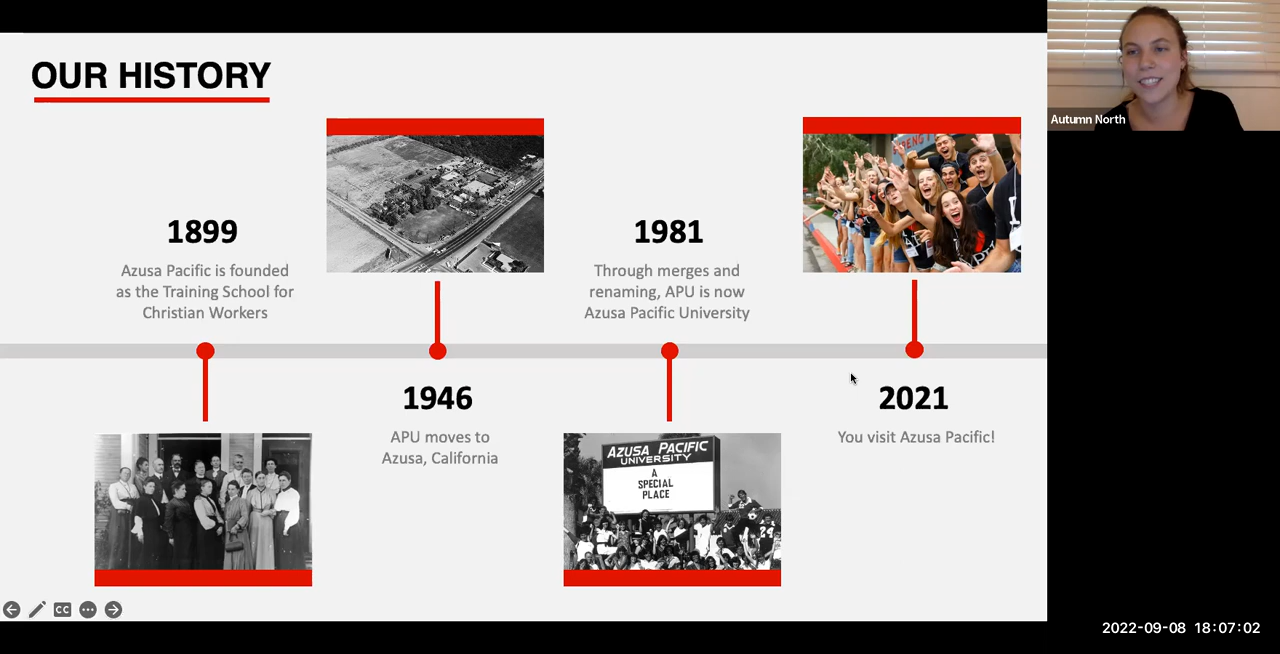 OUR HISTORY
1899
Azusa Pacific is founded
as the Training School for
Christian Workers
1946
APU moves to
Azusa, California
1981
Through merges and
renaming, APU is now
Azusa Pacific University
AZUSA PACIFIC
UNIVERSITY
A
SPECIAL
PLACE
2021
You visit Azusa Pacific!
Autumn North
CC
2022-09-08 18:07:02